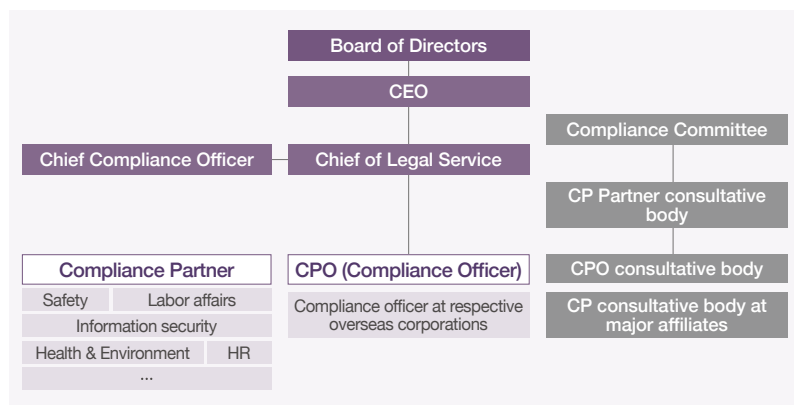 Board of Directors
CEO
Compliance Committee
Chief Compliance Officer
Chief of Legal Service
CP Partner consultative
body
Compliance Partner
CPO (Compliance Officer)
CPO consultative body
Safety
Labor affairs
Compliance officer at respective
overseas corporations
CP consultative body at
major affiliates
Information security
Health & Environment
HR
...